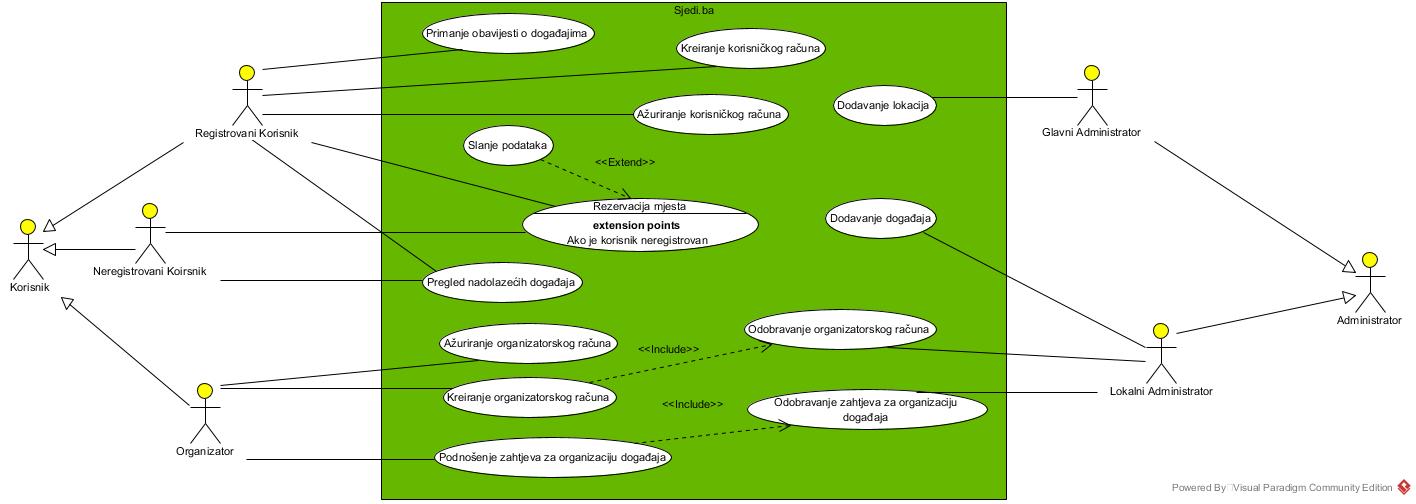 Sjedi.ba
Primanje obavijesti o događajima
Kreiranje korisničkog računa
Dodavanje lokacija
Ažuriranje korisničkog računa
Registrovani Korisnik
Glavni Administrator
Slanje podataka
<<Extend>>
Rezervacija mjesta
extension points
Ako je korisnik neregistrovan
Dodavanje događaja
Neregistrovani Koirsnik
Korisnik
Pregled nadolazećih događaja
Administrator
Ažuriranje organizatorskog računa
Odobravanje organizatorskog računa
<<Include>>
Kreiranje organizatorskog računa
Lokalni Administrator
<<Include>>
Odobravanje zahtjeva za organizaciju
događaja
Organizator
Podnošenje zahtjeva za organizaciju događaja
Powered By Visual Paradigm Community Edition